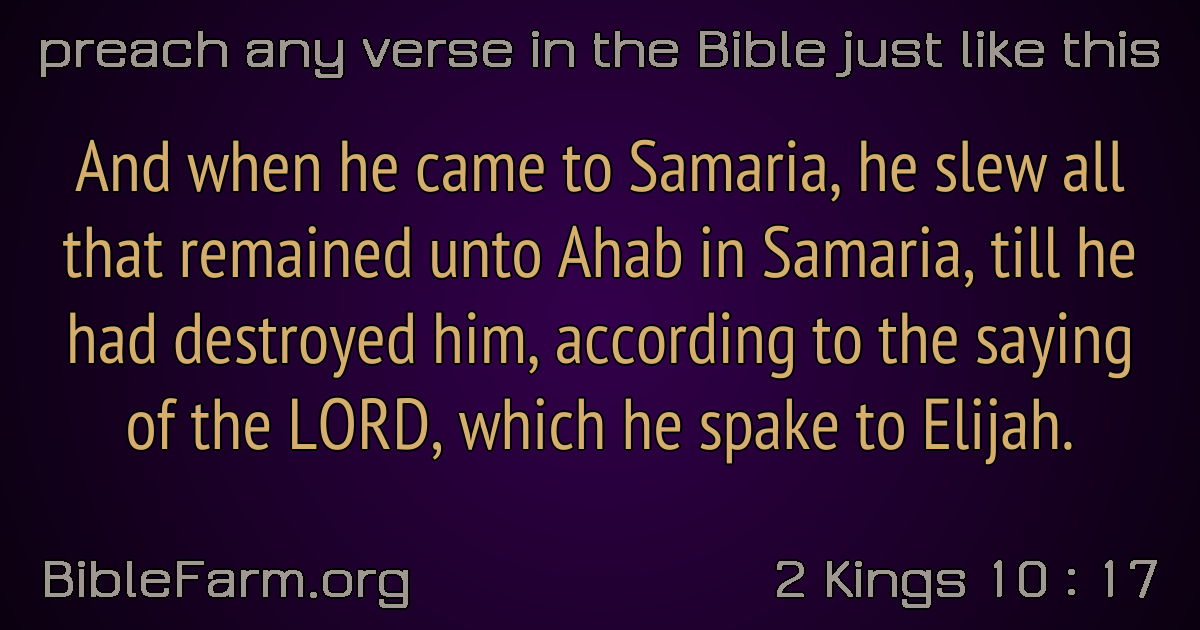 preach any verse in the Bible just like this
And when he came to Samaria, he slew all
that remained unto Ahab in Samaria, till he
had destroyed him, according to the saying
of the LORD, which he spake to Elijah.
BibleFarm.org
2 Kings 10 : 17